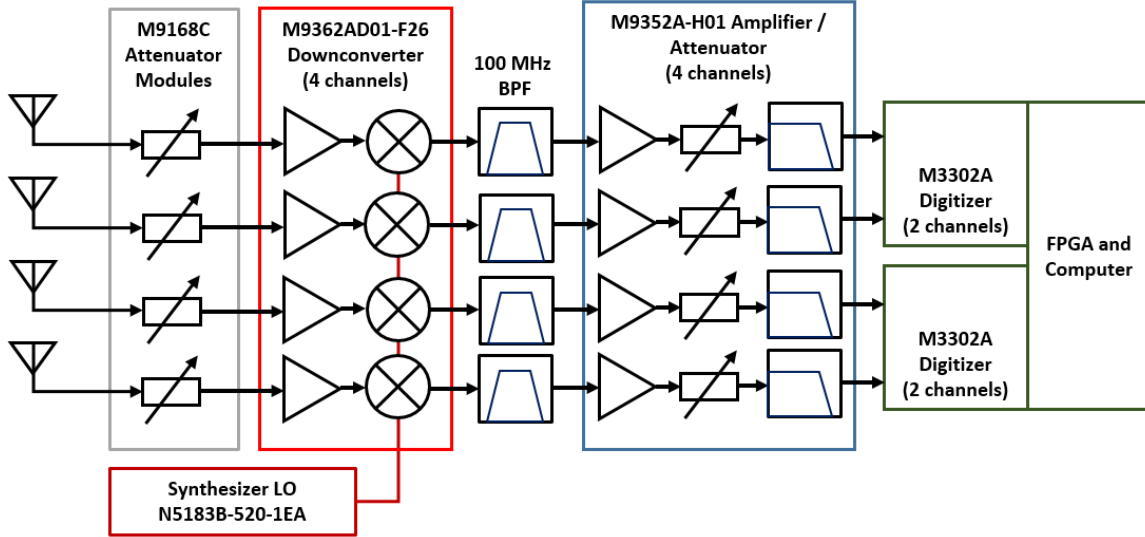 M9168C
Attenuator
Modules
M9362AD01-F26
Downconverter
(4 channels)
100 MHz
BPF
M9352A-H01 Amplifier /
Attenuator
(4 channels)
M3302A
Digitizer
(2 channels)
M3302A
Digitizer
(2 channels)
FPGA and
Computer
Synthesizer LO
N5183B-520-1EA